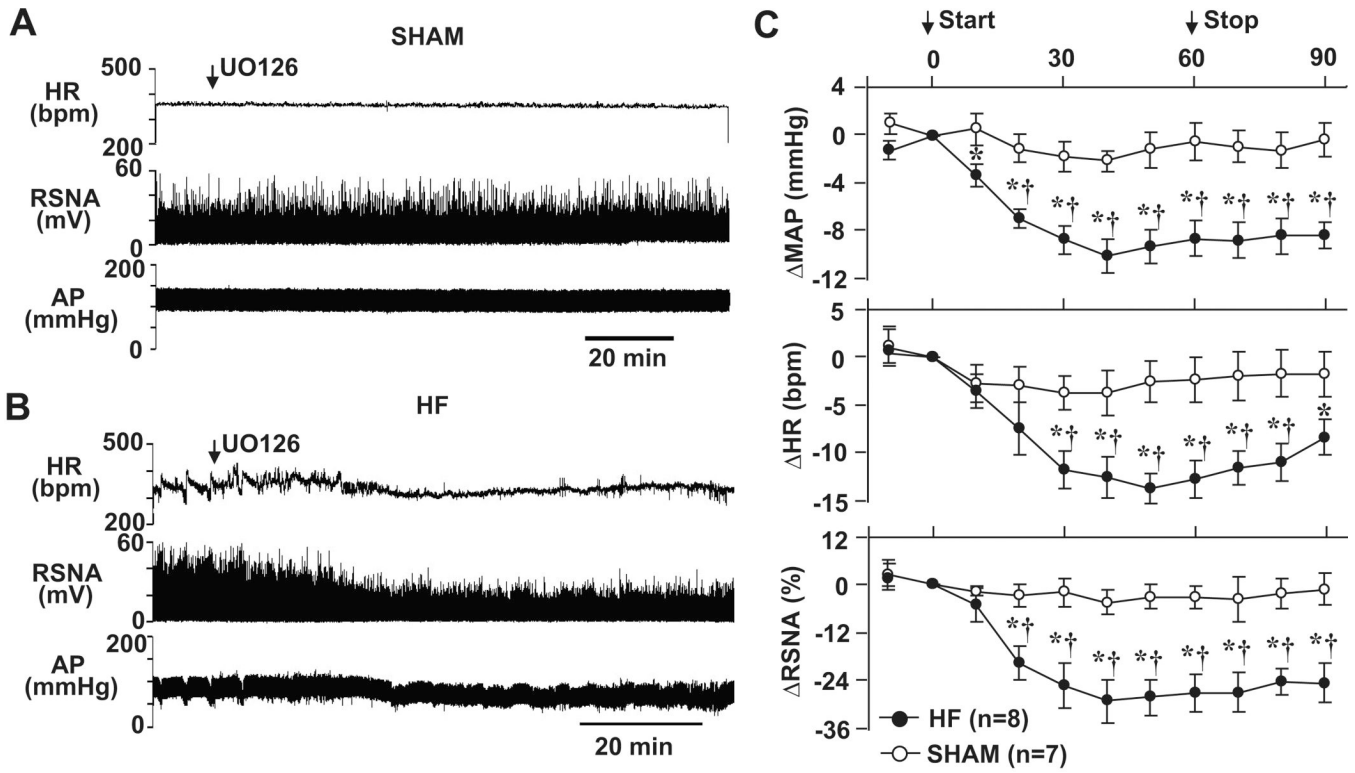 A
SHAM
UO126
HR
(bpm)
500
200
RSNA
(mV)
60
0
AP
(mmHg)
200
0
20 min
B
HF
UO126
HR
(bpm)
500
200
RSNA
(mV)
60
0
AP
(mmHg)
200
0
20 min
C
Start Stop
0 30 60 90
ΔMAP (mmHg)
4
0
-4
-8
-12
* *† *† *† *† *† *† *† *†
ΔHR (bpm)
5
0
-5
-10
-15
*† *† *† *† *† *† *
ΔRSNA (%)
12
0
-12
-24
-36
*† *† *† *† *† *† *† *†
HF (n=8)
SHAM (n=7)